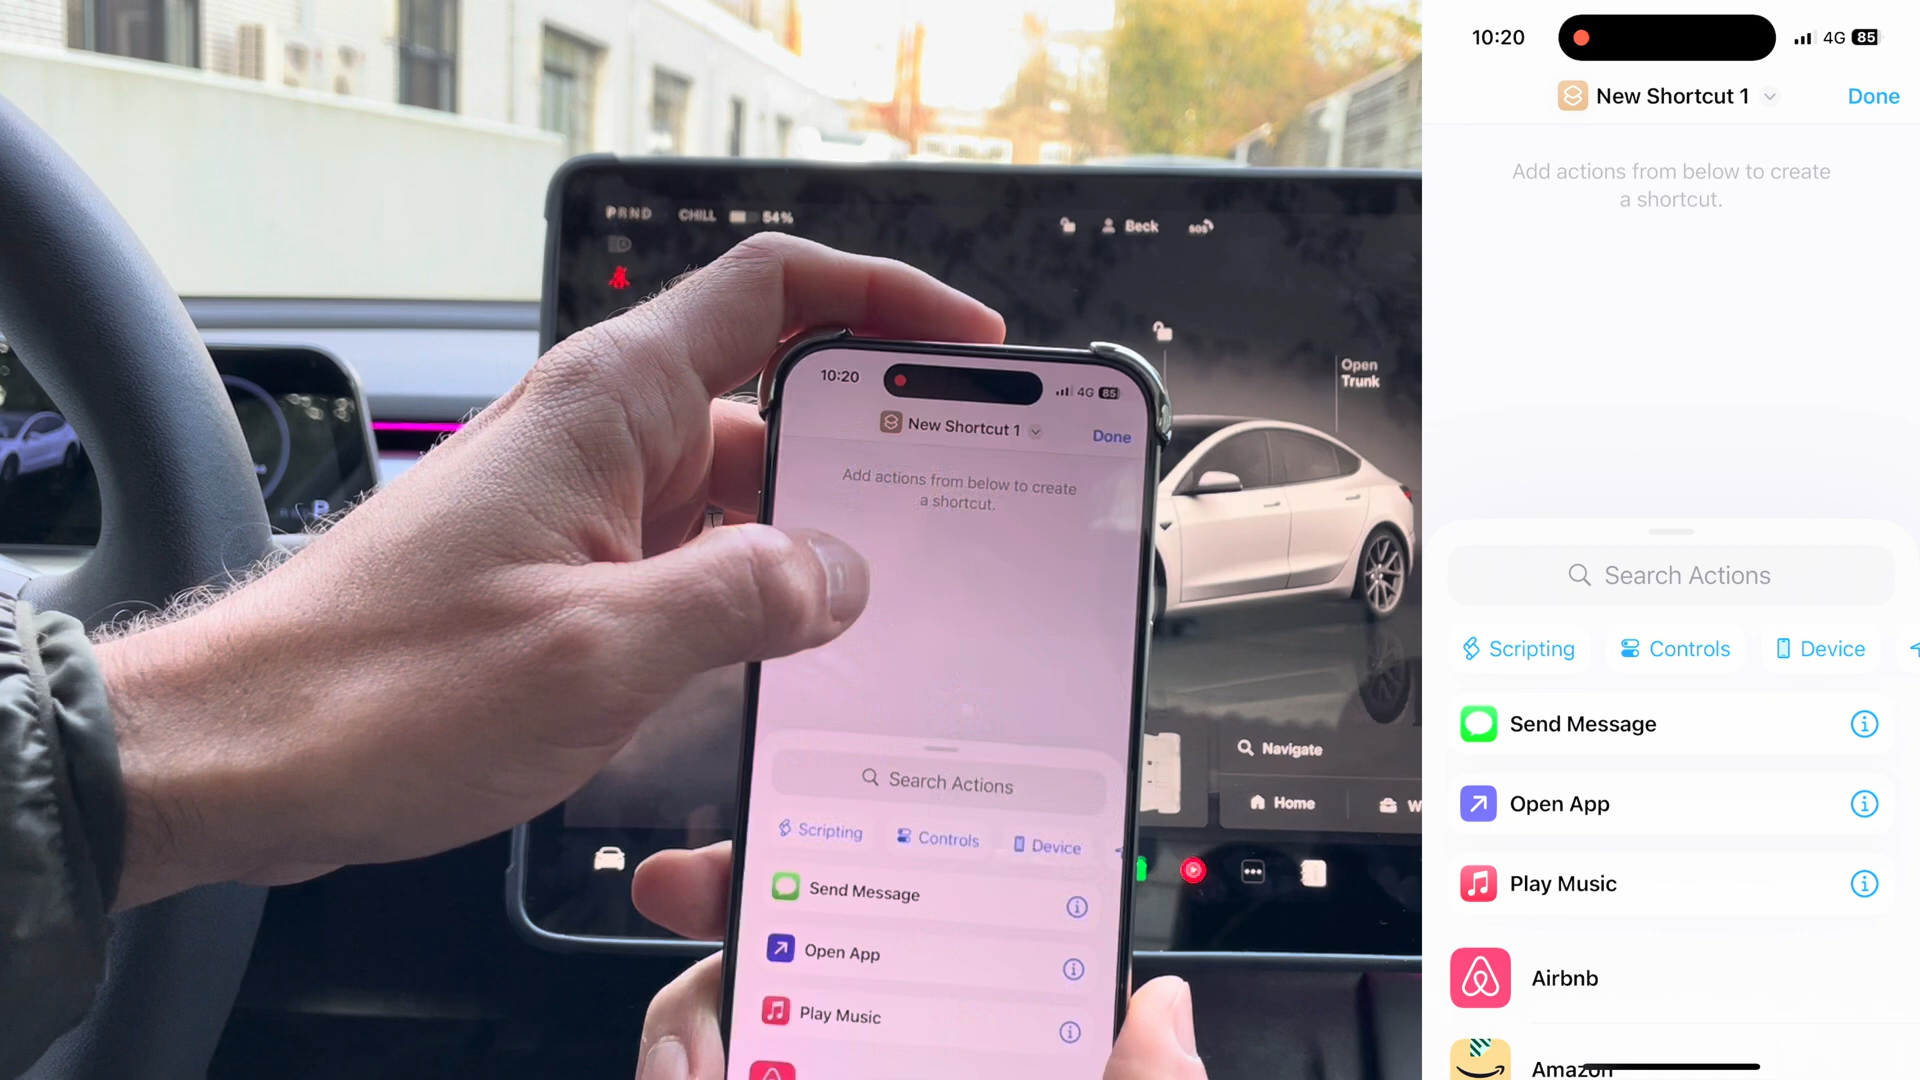 PRND CHILL 54%
Beck SOS
Open
Trunk
Navigate
Home
W
P
10:20 4G 85
New Shortcut 1 Done
Add actions from below to create
a shortcut.
Search Actions
Scripting Controls Device
Send Message
Open App
Play Music
10:20 4G 85
New Shortcut 1 Done
Add actions from below to create
a shortcut.
Search Actions
Scripting Controls Device
Send Message
Open App
Play Music
Airbnb
Amazon